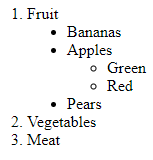 1. Fruit
• Bananas
• Apples
○ Green
○ Red
• Pears
2. Vegetables
3. Meat